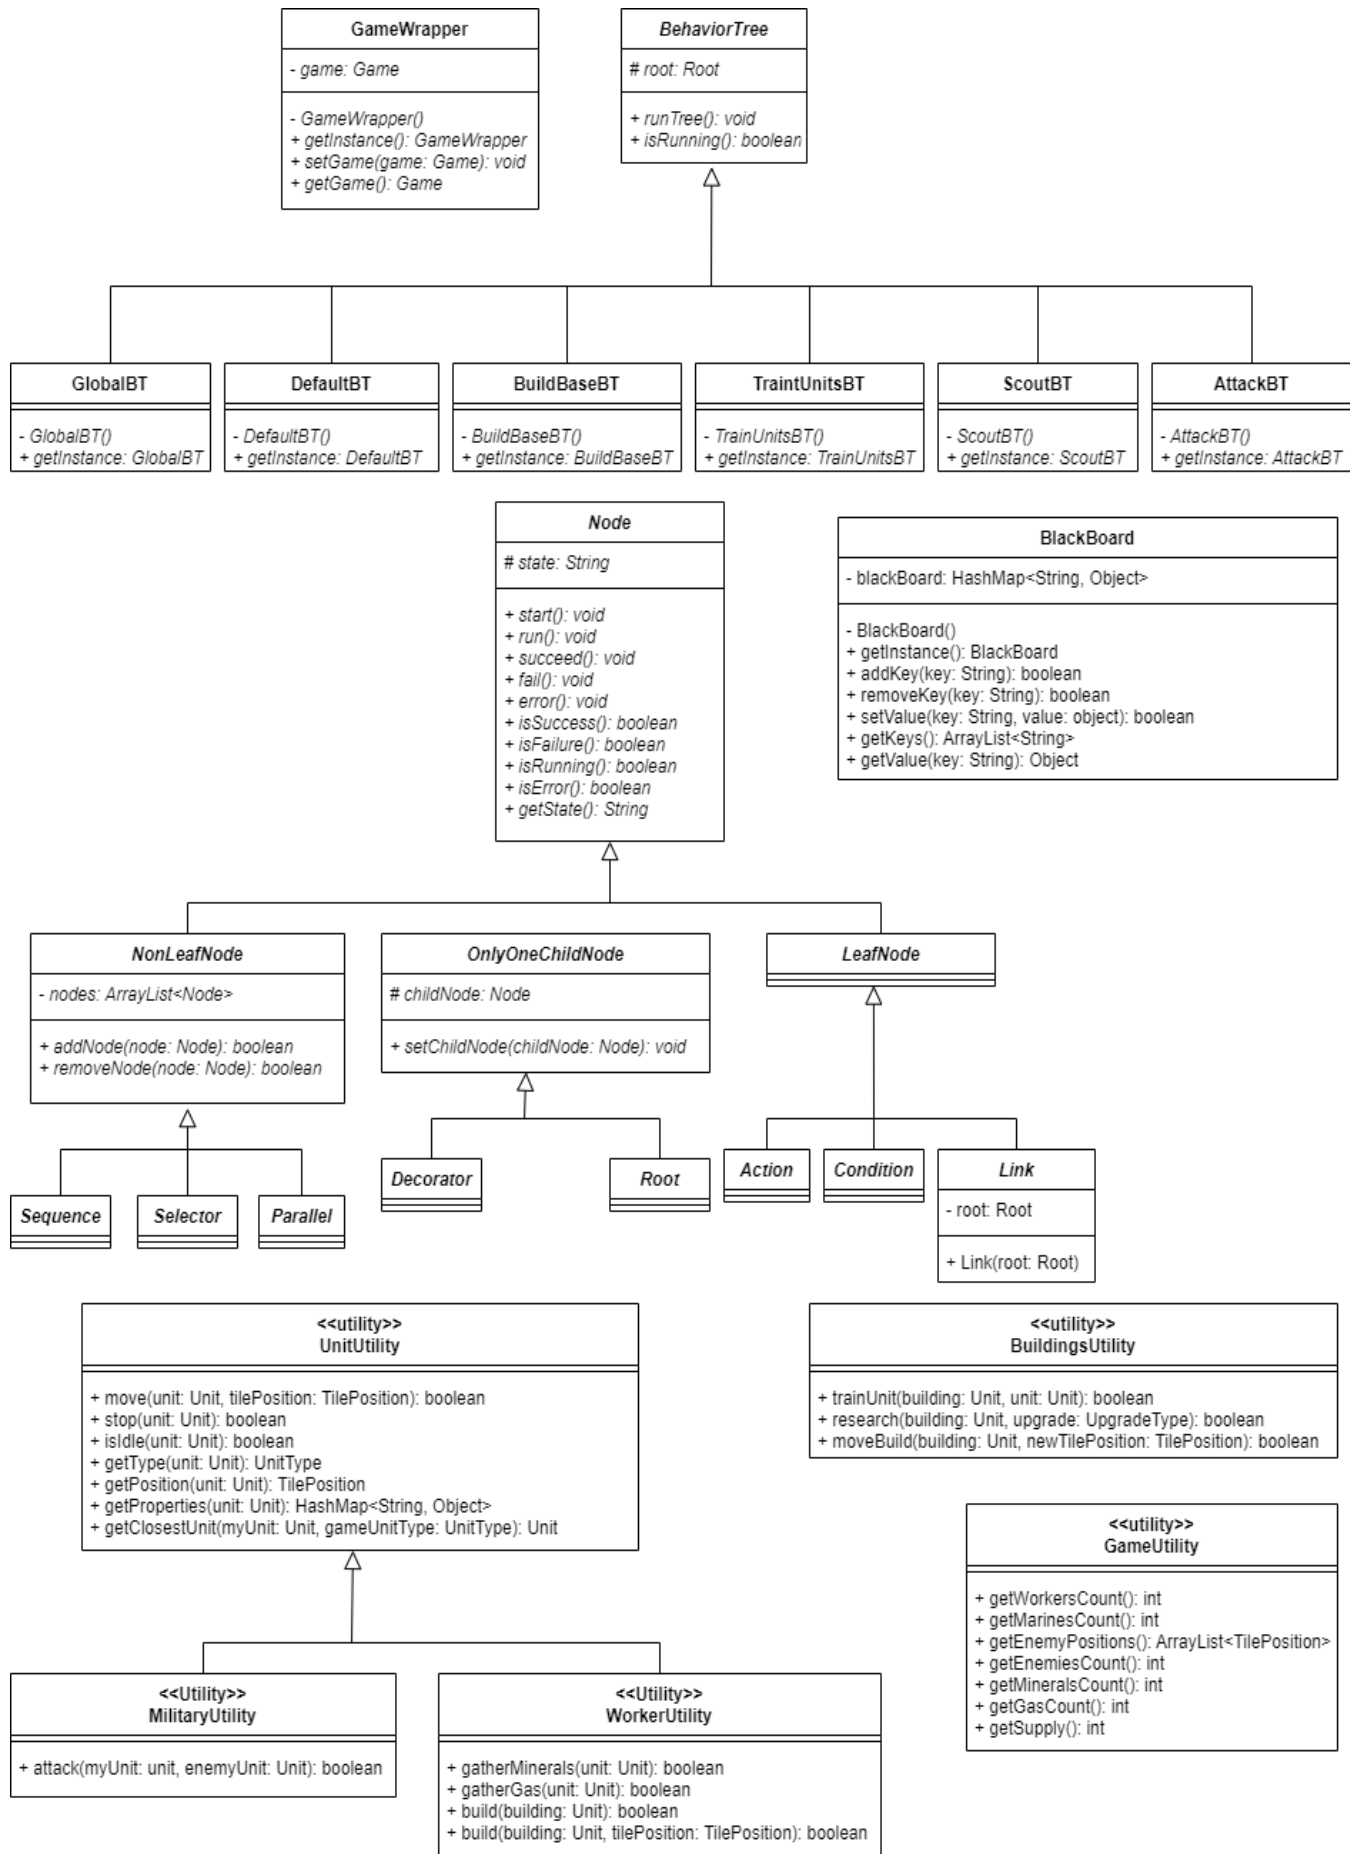 GameWrapper
- game: Game
- GameWrapper()
+ getInstance(): GameWrapper
+ setGame(game: Game): void
+ getGame(): Game
BehaviorTree
# root: Root
+ runTree(): void
+ isRunning(): boolean
GlobalBT
- GlobalBT()
+ getInstance: GlobalBT
DefaultBT
- DefaultBT()
+ getInstance: DefaultBT
BuildBaseBT
- BuildBaseBT()
+ getInstance: BuildBaseBT
TraintUnitsBT
- TrainUnitsBT()
+ getInstance: TrainUnitsBT
ScoutBT
- ScoutBT()
+ getInstance: ScoutBT
AttackBT
- AttackBT()
+ getInstance: AttackBT
Node
# state: String
+ start(): void
+ run(): void
+ succeed(): void
+ fail(): void
+ error(): void
+ isSuccess(): boolean
+ isFailure(): boolean
+ isRunning(): boolean
+ isError(): boolean
+ getState(): String
BlackBoard
- blackBoard: HashMap<String, Object>
- BlackBoard()
+ getInstance(): BlackBoard
+ addKey(key: String): boolean
+ removeKey(key: String): boolean
+ setValue(key: String, value: object): boolean
+ getKeys(): ArrayList<String>
+ getValue(key: String): Object
NonLeafNode
- nodes: ArrayList<Node>
+ addNode(node: Node): boolean
+ removeNode(node: Node): boolean
OnlyOneChildNode
# childNode: Node
+ setChildNode(childNode: Node): void
LeafNode
Sequence
Selector
Parallel
Decorator
Root
Action
Condition
Link
- root: Root
+ Link(root: Root)
<<utility>>
UnitUtility
+ move(unit: Unit, tilePosition: TilePosition): boolean
+ stop(unit: Unit): boolean
+ isIdle(unit: Unit): boolean
+ getType(unit: Unit): UnitType
+ getPosition(unit: Unit): TilePosition
+ getProperties(unit: Unit): HashMap<String, Object>
+ getClosestUnit(myUnit: Unit, gameUnitType: UnitType): Unit
<<utility>>
BuildingsUtility
+ trainUnit(building: Unit, unit: Unit): boolean
+ research(building: Unit, upgrade: UpgradeType): boolean
+ moveBuild(building: Unit, newTilePosition: TilePosition): boolean
<<utility>>
GameUtility
+ getWorkersCount(): int
+ getMarinesCount(): int
+ getEnemyPositions(): ArrayList<TilePosition>
+ getEnemiesCount(): int
+ getMineralsCount(): int
+ getGasCount(): int
+ getSupply(): int
<<Utility>>
MilitaryUtility
+ attack(myUnit: unit, enemyUnit: Unit): boolean
<<Utility>>
WorkerUtility
+ gatherMinerals(unit: Unit): boolean
+ gatherGas(unit: Unit): boolean
+ build(building: Unit): boolean
+ build(building: Unit, tilePosition: TilePosition): boolean